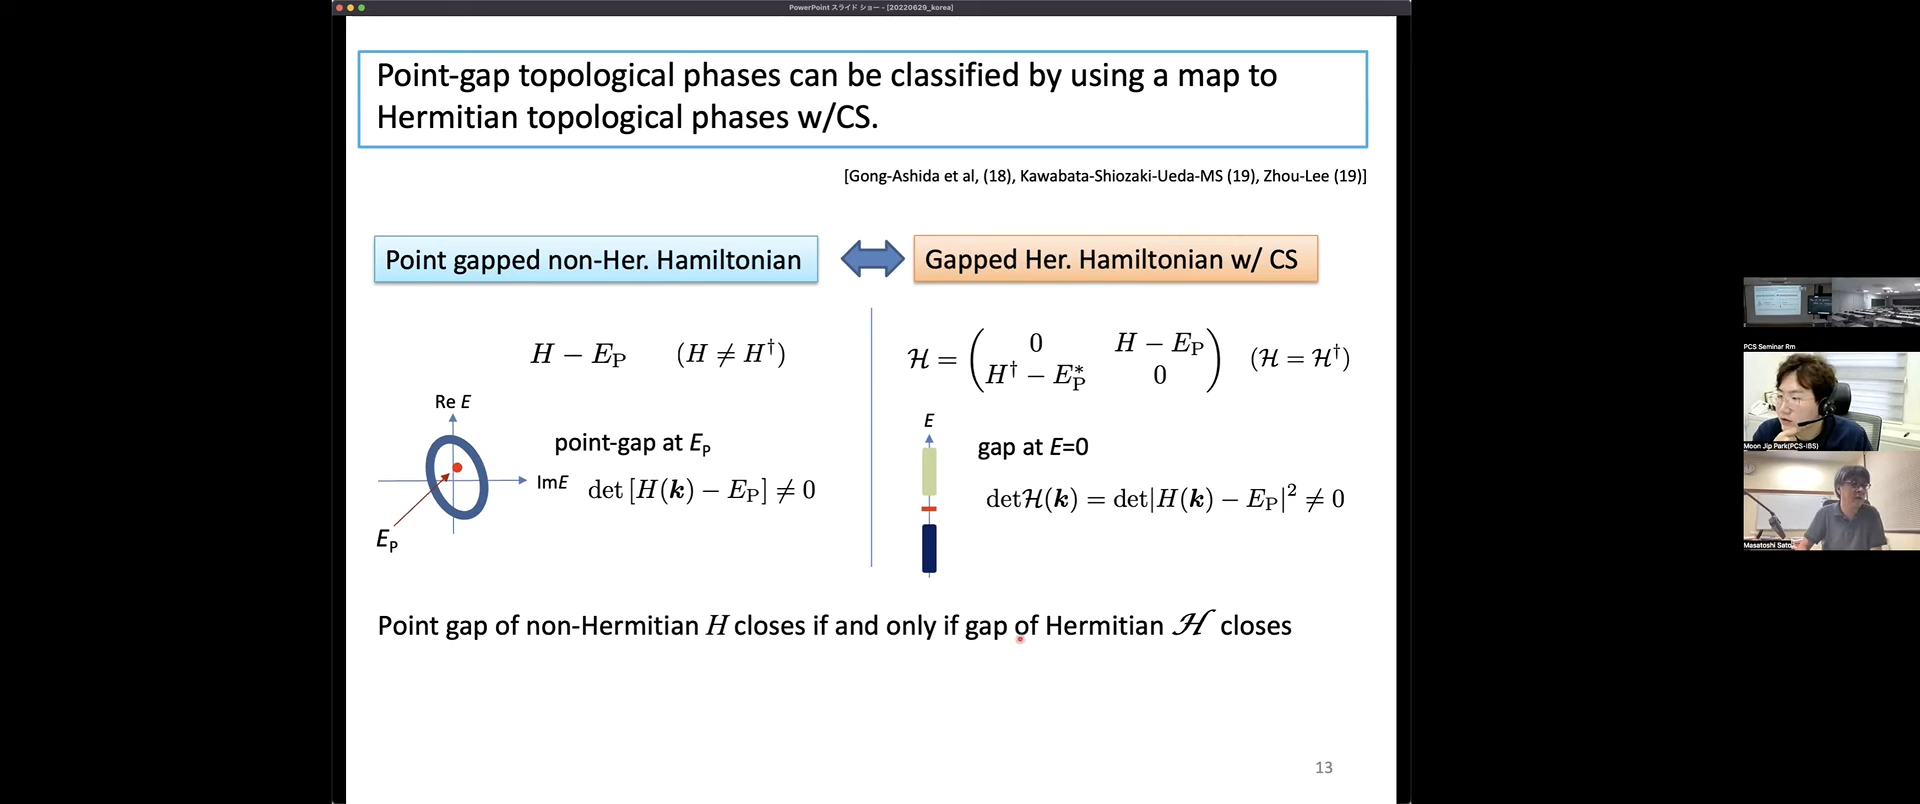 PowerPoint スライド ショー - [20220629_korea]
Point-gap topological phases can be classified by using a map to
Hermitian topological phases w/CS.
[Gong-Ashida et al, (18), Kawabata-Shiozaki-Ueda-MS (19), Zhou-Lee (19)]
Point gapped non-Her. Hamiltonian
Gapped Her. Hamiltonian w/ CS
H − E_P (H ≠ H†)
ℋ = ( 0 H − E_P
H† − E_P* 0 ) (ℋ = ℋ†)
Re E
ImE
E_P
point-gap at E_P
det [H(k) − E_P] ≠ 0
E
gap at E=0
detℋ(k) = det|H(k) − E_P|² ≠ 0
Point gap of non-Hermitian H closes if and only if gap of Hermitian ℋ closes
13
PCS Seminar Rm
Moon Jip Park(PCS-IBS)
Masatoshi Sato